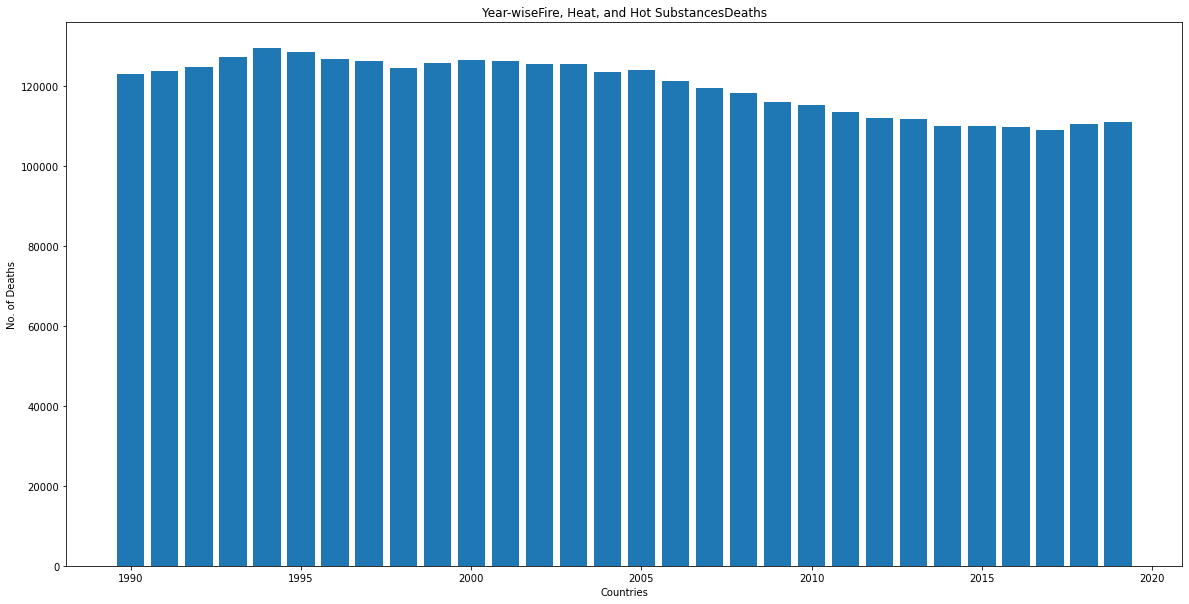 Year-wiseFire, Heat, and Hot SubstancesDeaths
120000
100000
80000
60000
40000
20000
0
No. of Deaths
1990 1995 2000 2005 2010 2015 2020
Countries